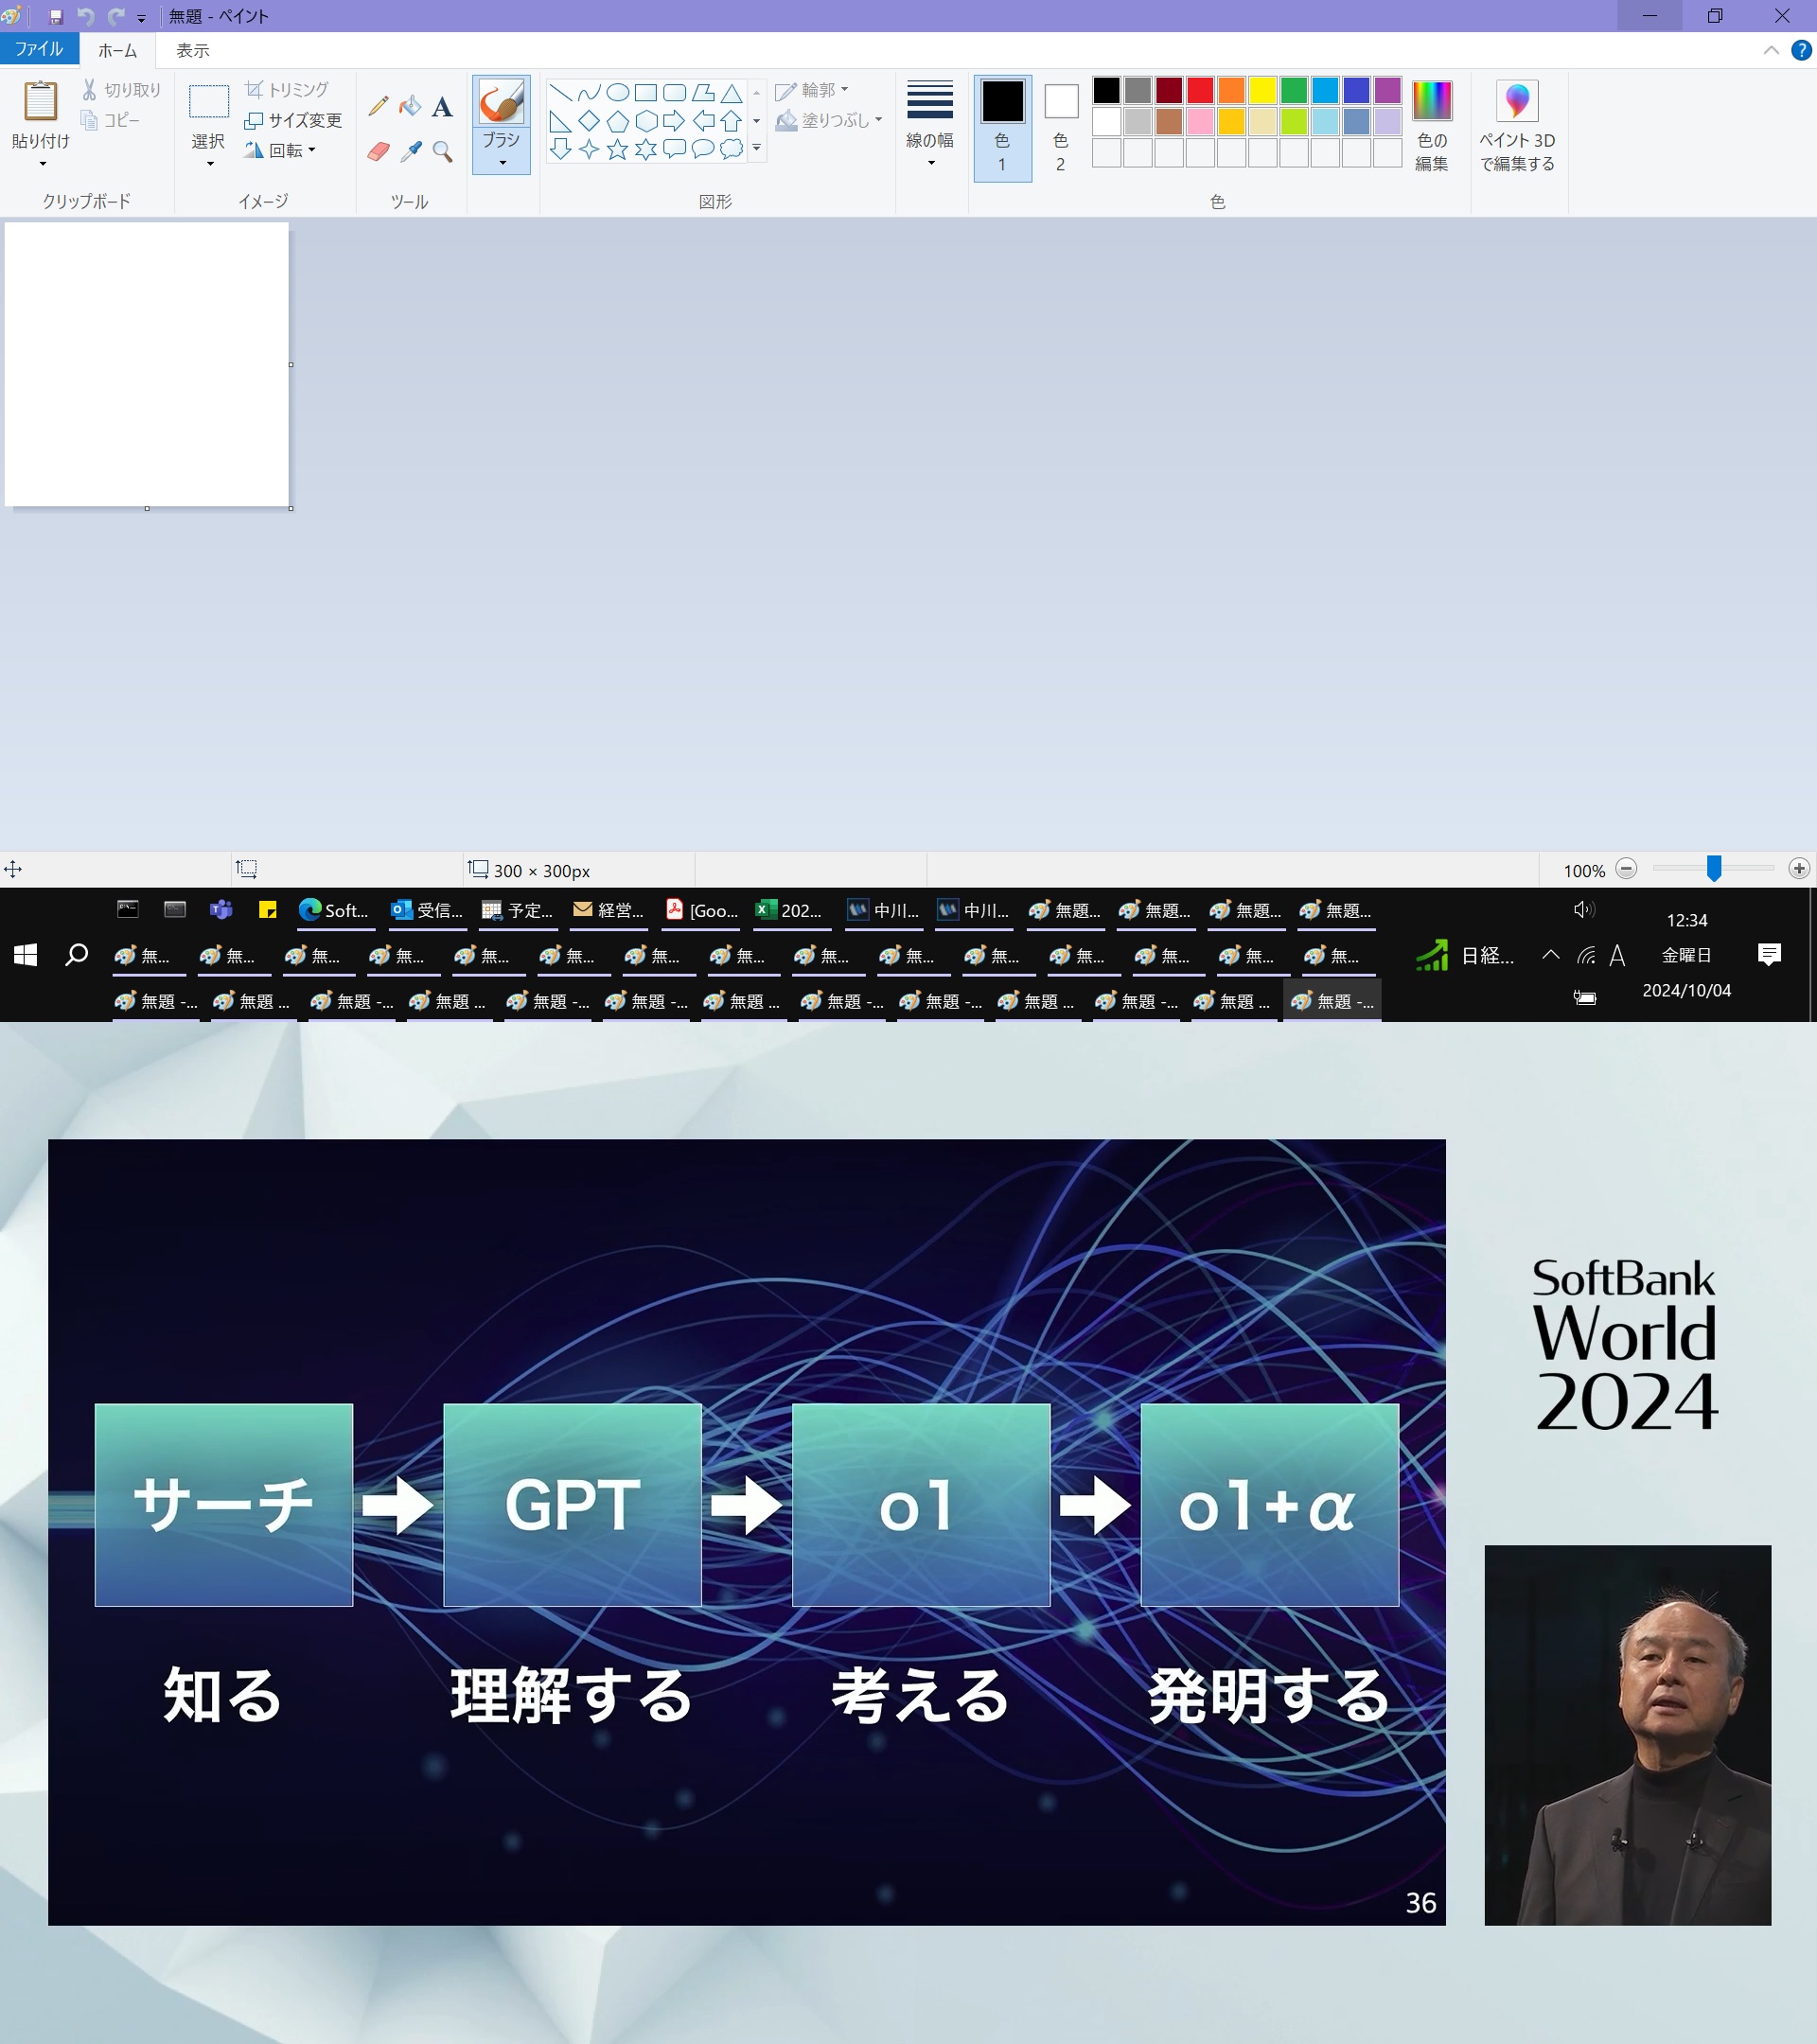 無題 - ペイント
ファイル ホーム 表示
貼り付け
切り取り
コピー
クリップボード
選択
トリミング
サイズ変更
回転
イメージ
A
ツール
ブラシ
図形
輪郭
塗りつぶし
線の幅
色
1
色
2
色の
編集
色
ペイント 3D
で編集する
300 × 300px
100%
Soft... 受信... 予定... 経営... [Goo... 202... 中川... 中川... 無題... 無題... 無題... 無題...
無... 無... 無... 無... 無... 無... 無... 無... 無... 無... 無... 無... 無... 無... 無...
無題 -... 無題 ... 無題 -... 無題 ... 無題 -... 無題 -... 無題 ... 無題 -... 無題 -... 無題 ... 無題 -... 無題 ... 無題 -...
日経...
A
12:34
金曜日
2024/10/04
SoftBank
World
2024
サーチ GPT o1 o1+α
知る 理解する 考える 発明する
36